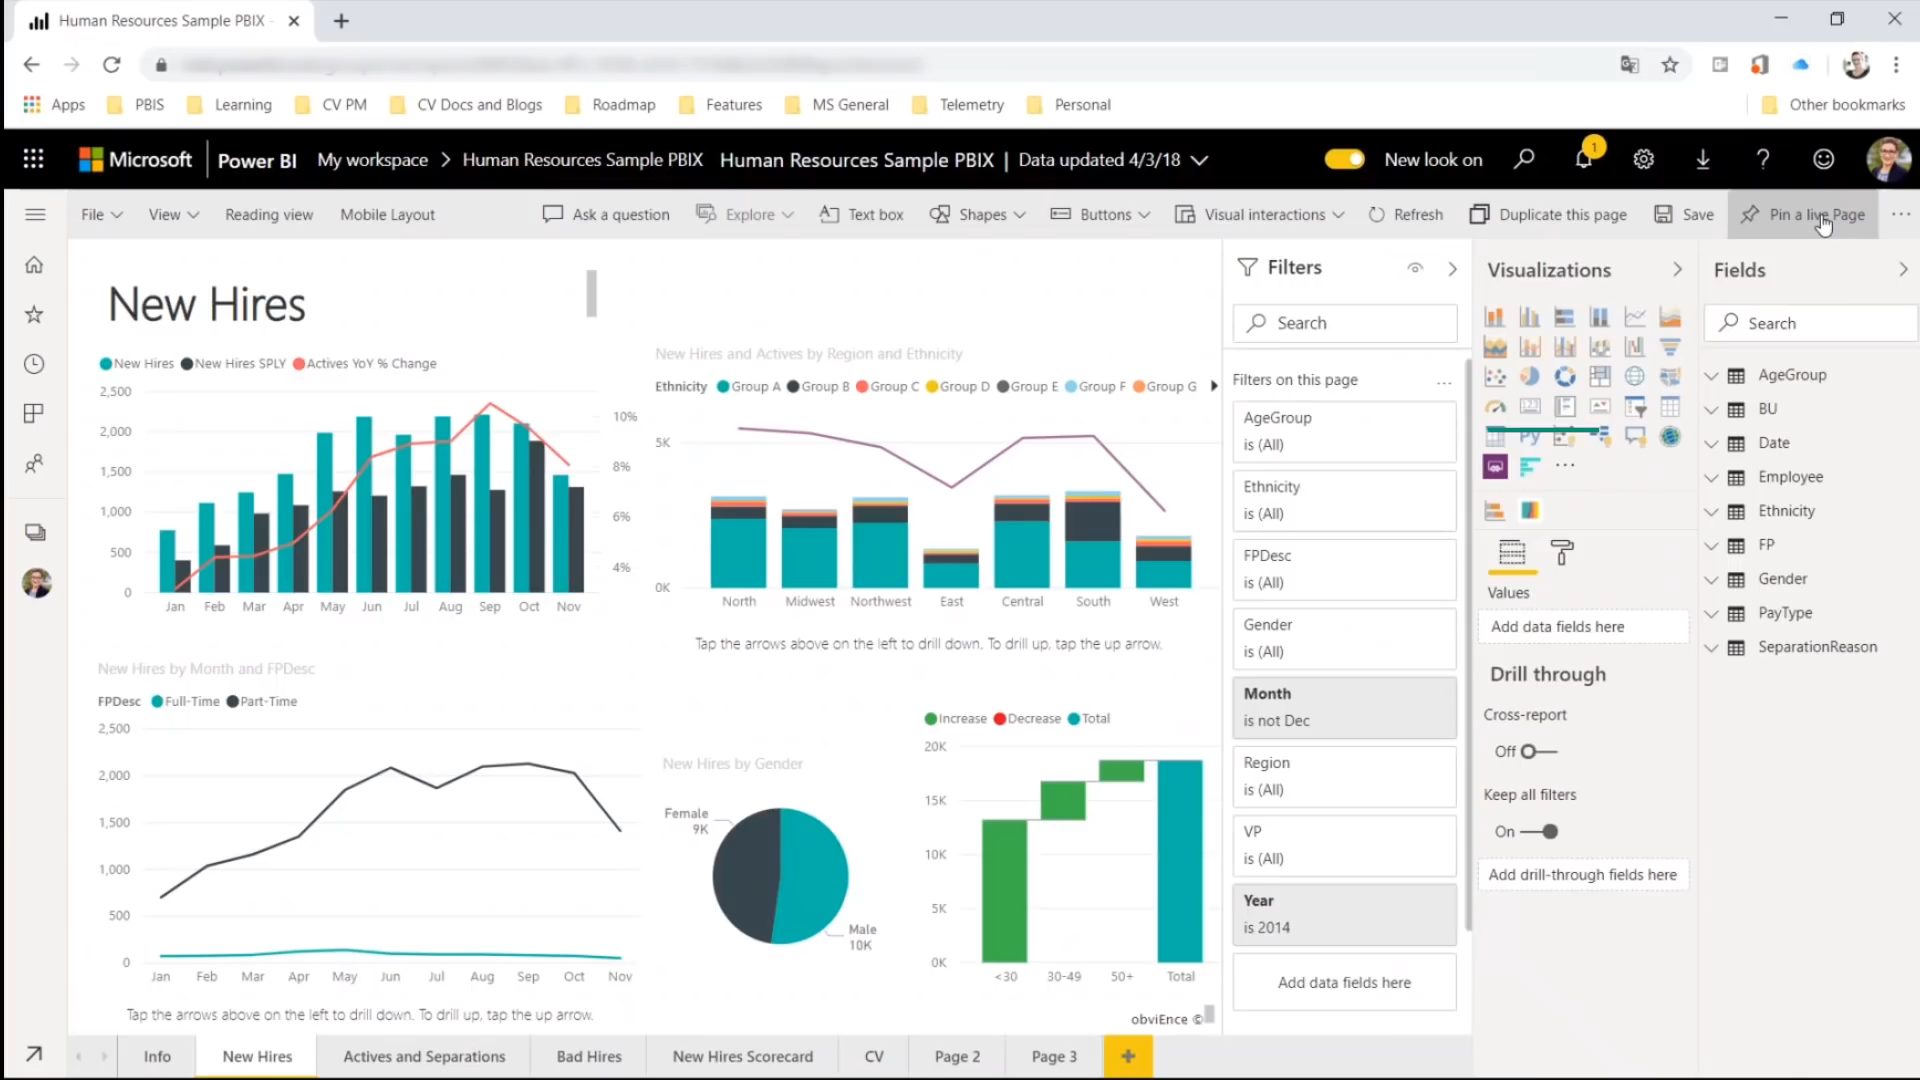 Human Resources Sample PBIX -
Apps PBIS Learning CV PM CV Docs and Blogs Roadmap Features MS General Telemetry Personal Other bookmarks
Microsoft Power BI My workspace > Human Resources Sample PBIX Human Resources Sample PBIX | Data updated 4/3/18 New look on 1 ?
File View Reading view Mobile Layout Ask a question Explore Text box Shapes Buttons Visual interactions Refresh Duplicate this page Save Pin a live Page ...
New Hires
New Hires New Hires SPLY Actives YoY % Change
2,500
2,000
1,500
1,000
500
0
10%
8%
6%
4%
Jan Feb Mar Apr May Jun Jul Aug Sep Oct Nov
New Hires and Actives by Region and Ethnicity
Ethnicity Group A Group B Group C Group D Group E Group F Group G
5K
0K
North Midwest Northwest East Central South West
Tap the arrows above on the left to drill down. To drill up, tap the up arrow.
New Hires by Month and FPDesc
FPDesc Full-Time Part-Time
2,500
2,000
1,500
1,000
500
0
Jan Feb Mar Apr May Jun Jul Aug Sep Oct Nov
Tap the arrows above on the left to drill down. To drill up, tap the up arrow.
New Hires by Gender
Female
9K
Male
10K
Increase Decrease Total
20K
15K
10K
5K
0K
<30 30-49 50+ Total
obviEnce ©
Filters
Search
Filters on this page ...
AgeGroup
is (All)
Ethnicity
is (All)
FPDesc
is (All)
Gender
is (All)
Month
is not Dec
Region
is (All)
VP
is (All)
Year
is 2014
Add data fields here
Visualizations
123
Py
...
Values
Add data fields here
Drill through
Cross-report
Off
Keep all filters
On
Add drill-through fields here
Fields
Search
AgeGroup
BU
Date
Employee
Ethnicity
FP
Gender
PayType
SeparationReason
Info New Hires Actives and Separations Bad Hires New Hires Scorecard CV Page 2 Page 3 +